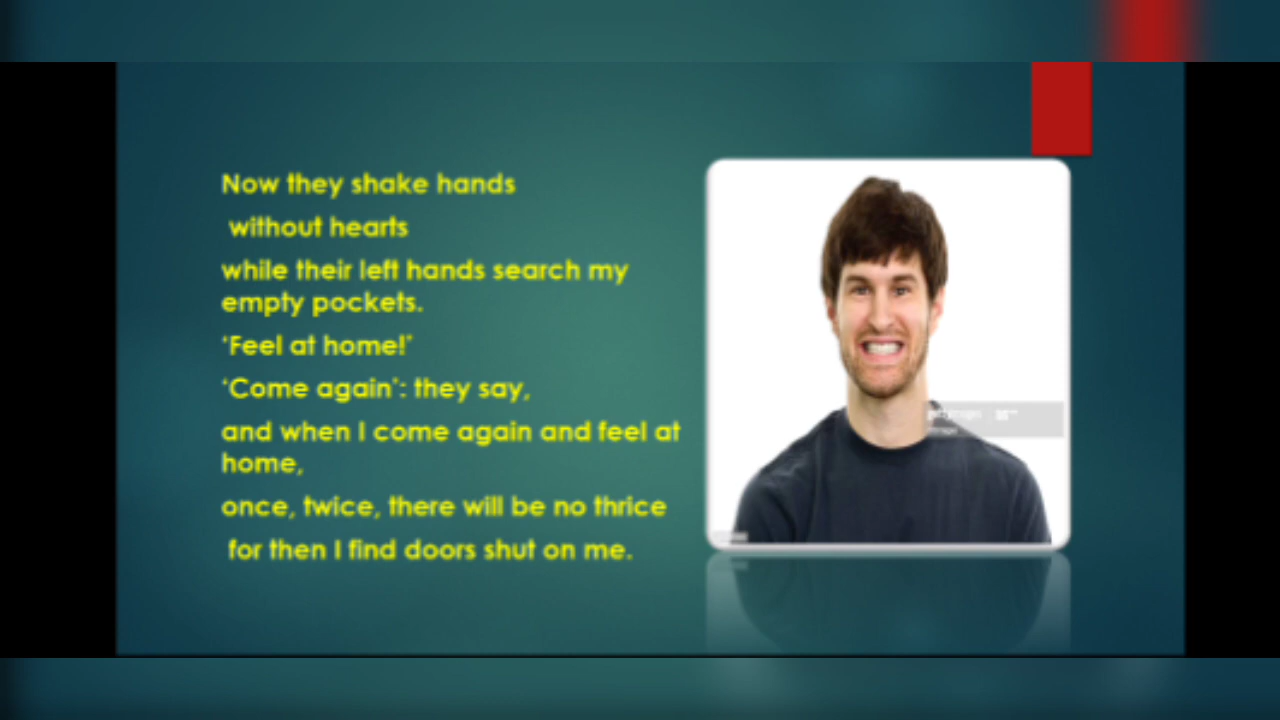 Now they shake hands
without hearts
while their left hands search my
empty pockets.
‘Feel at home!’
‘Come again’: they say,
and when I come again and feel at
home,
once, twice, there will be no thrice
for then I find doors shut on me.